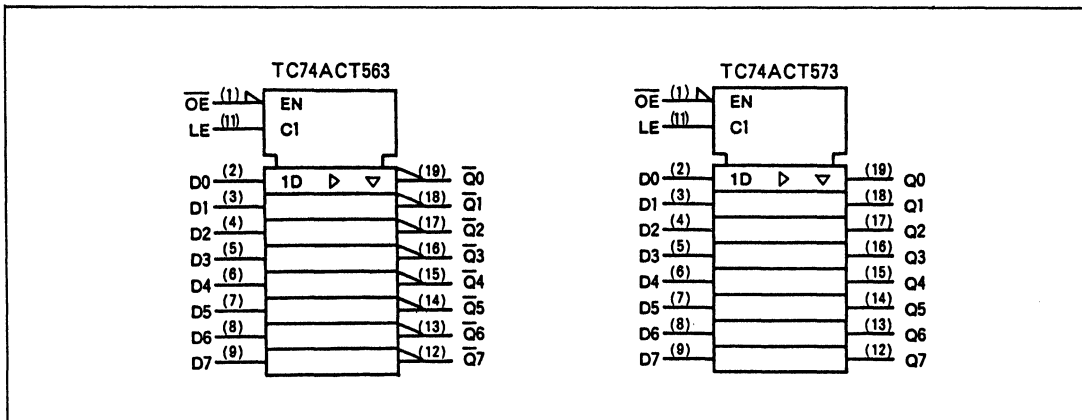 TC74ACT563
OE (1) EN
LE (11) C1
D0 (2) 1D (19) Q0
D1 (3) (18) Q1
D2 (4) (17) Q2
D3 (5) (16) Q3
D4 (6) (15) Q4
D5 (7) (14) Q5
D6 (8) (13) Q6
D7 (9) (12) Q7
TC74ACT573
OE (1) EN
LE (11) C1
D0 (2) 1D (19) Q0
D1 (3) (18) Q1
D2 (4) (17) Q2
D3 (5) (16) Q3
D4 (6) (15) Q4
D5 (7) (14) Q5
D6 (8) (13) Q6
D7 (9) (12) Q7